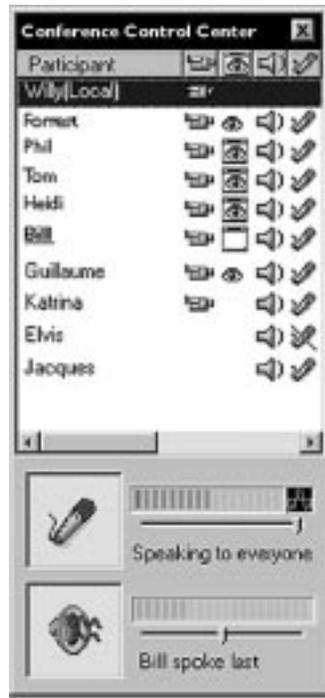 Conference Control Center
Participant
Willy(Local)
Forrest
Phil
Tom
Heidi
Bill
Guillaume
Katrina
Elvis
Jacques
Speaking to everyone
Bill spoke last